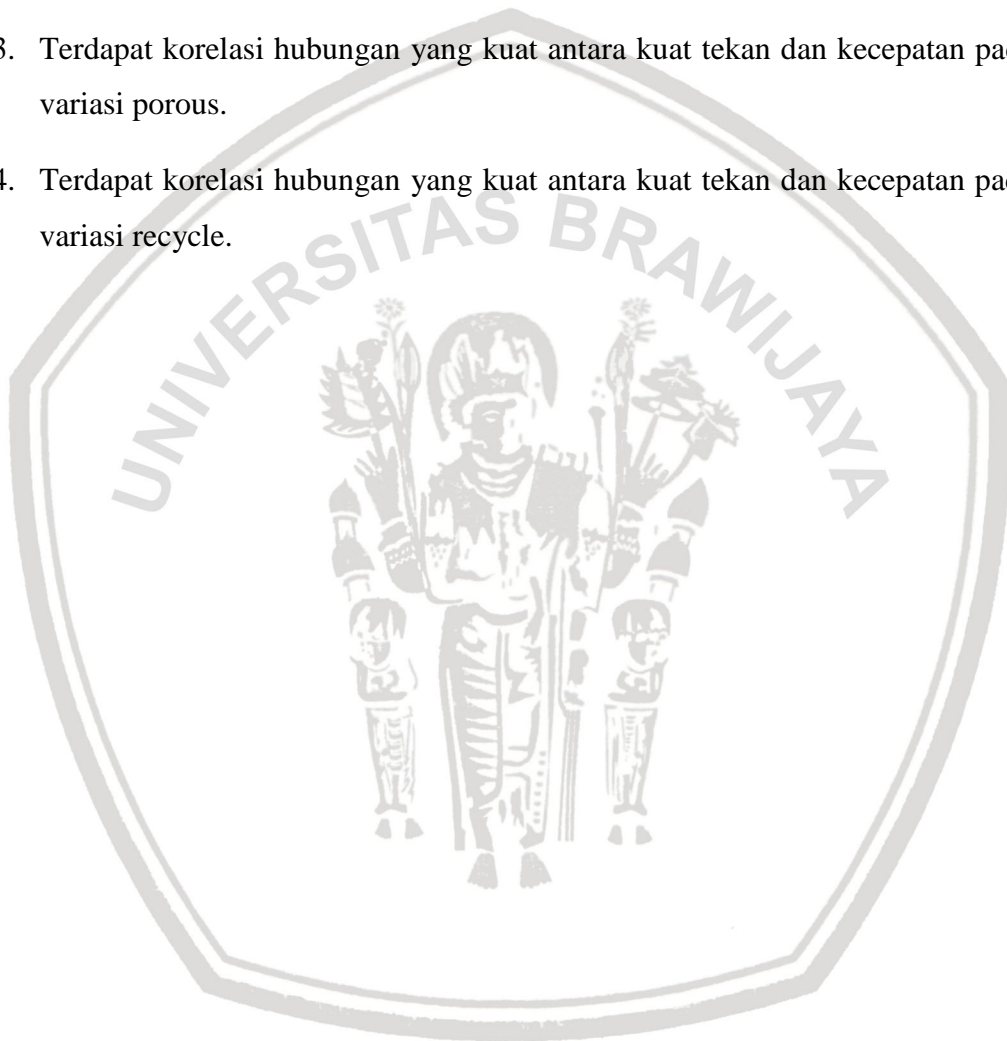 3. Terdapat korelasi hubungan yang kuat antara kuat tekan dan kecepatan pa
variasi porous.
4. Terdapat korelasi hubungan yang kuat antara kuat tekan dan kecepatan pa
variasi recycle.
UNIVERSITAS BRAWIJAYA